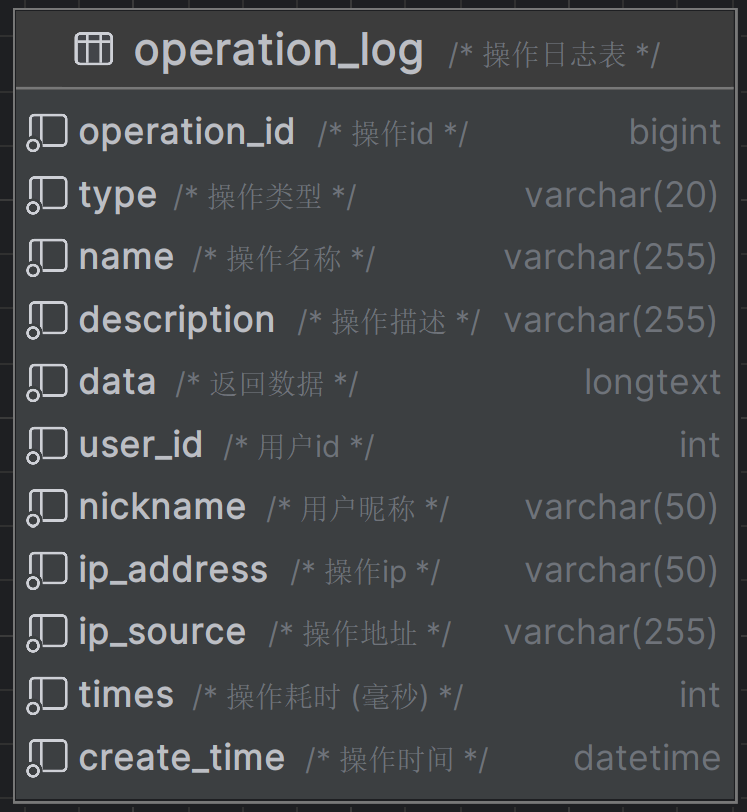 operation_log /* 操作日志表 */
operation_id /* 操作id */ bigint
type /* 操作类型 */ varchar(20)
name /* 操作名称 */ varchar(255)
description /* 操作描述 */ varchar(255)
data /* 返回数据 */ longtext
user_id /* 用户id */ int
nickname /* 用户昵称 */ varchar(50)
ip_address /* 操作ip */ varchar(50)
ip_source /* 操作地址 */ varchar(255)
times /* 操作耗时 (毫秒) */ int
create_time /* 操作时间 */ datetime